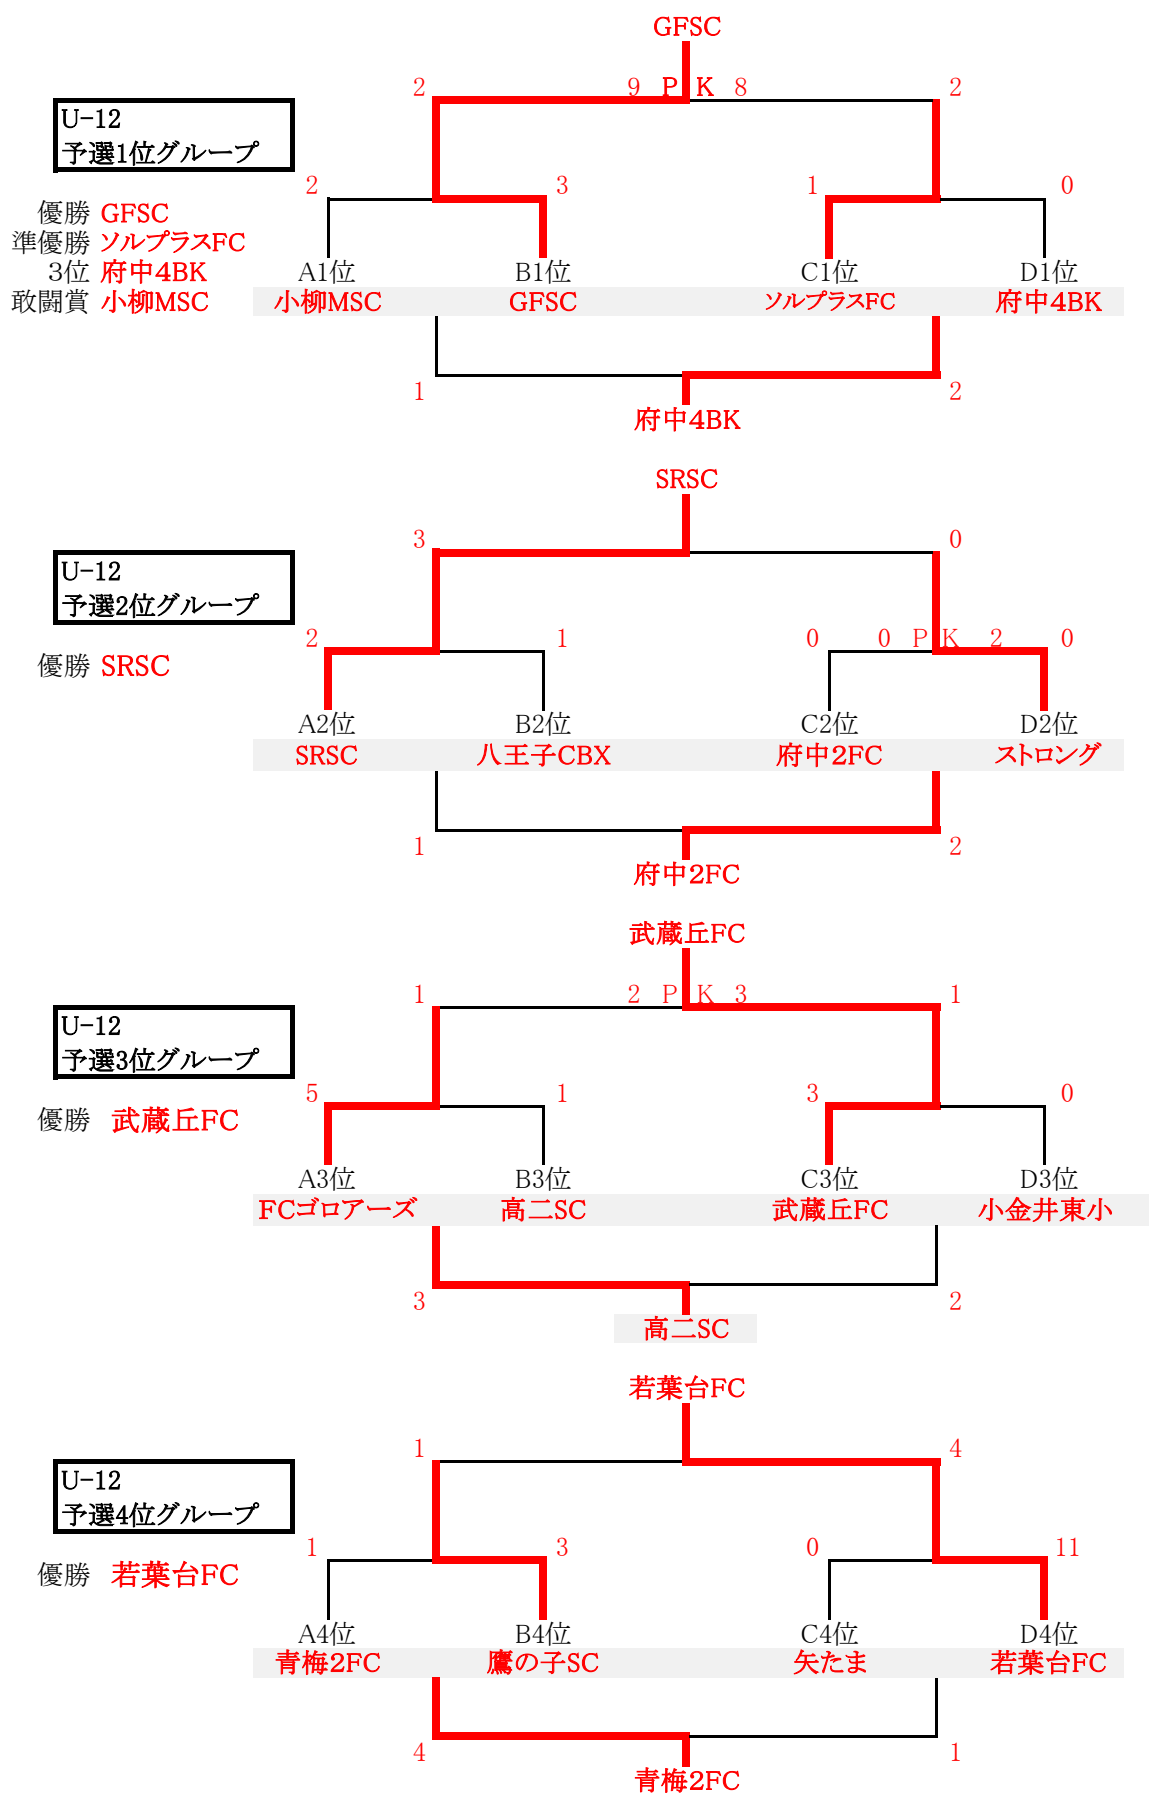 GFSC
2 9 P K 8 2
U-12
予選1位グループ
2 3 1 0
優勝 GFSC
準優勝 ソルプラスFC
3位 府中4BK
敢闘賞 小柳MSC
A1位 B1位 C1位 D1位
小柳MSC GFSC ソルプラスFC 府中4BK
1 2
府中4BK
SRSC
3 0
U-12
予選2位グループ
2 1 0 0 P K 2 0
優勝 SRSC
A2位 B2位 C2位 D2位
SRSC 八王子CBX 府中2FC ストロング
1 2
府中2FC
武蔵丘FC
1 2 P K 3 1
U-12
予選3位グループ
5 1 3 0
優勝 武蔵丘FC
A3位 B3位 C3位 D3位
FCゴロアーズ 高二SC 武蔵丘FC 小金井東小
3 2
高二SC
若葉台FC
1 4
U-12
予選4位グループ
1 3 0 11
優勝 若葉台FC
A4位 B4位 C4位 D4位
青梅2FC 鷹の子SC 矢たま 若葉台FC
4 1
青梅2FC